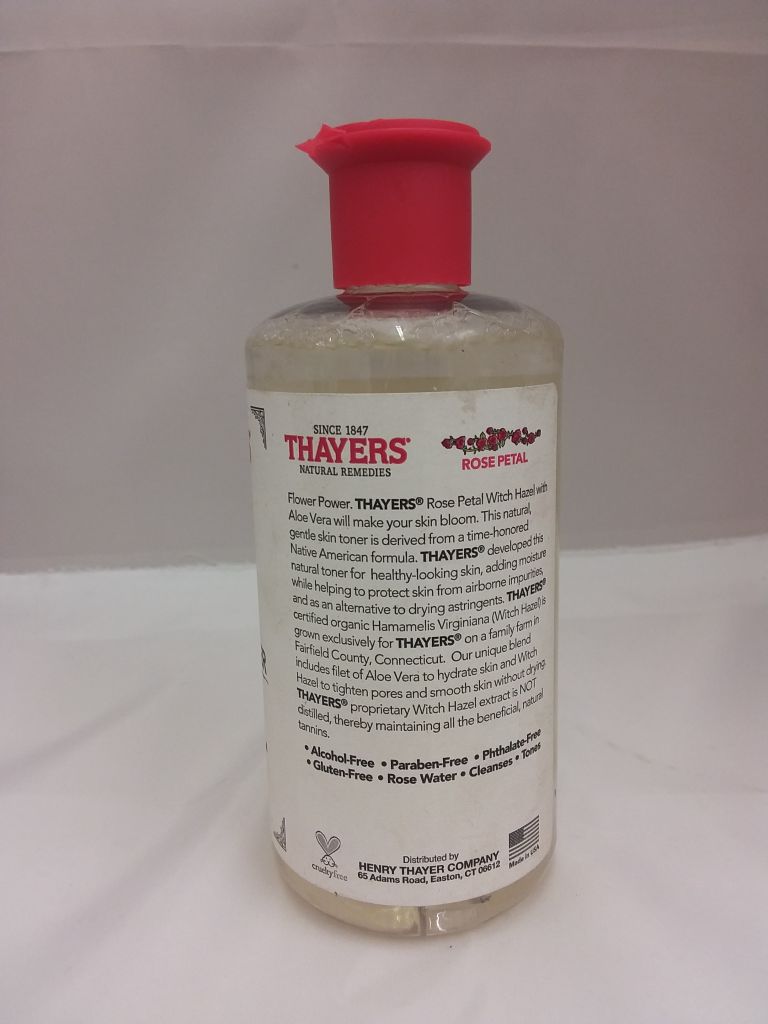 SINCE 1847
THAYERS®
NATURAL REMEDIES
ROSE PETAL
Flower Power. THAYERS® Rose Petal Witch Hazel with
Aloe Vera will make your skin bloom. This natural,
gentle skin toner is derived from a time-honored
Native American formula. THAYERS® developed this
natural toner for healthy-looking skin, adding moisture
while helping to protect skin from airborne impurities,
and as an alternative to drying astringents. THAYERS®
certified organic Hamamelis Virginiana (Witch Hazel) is
grown exclusively for THAYERS® on a family farm in
Fairfield County, Connecticut. Our unique blend
includes filet of Aloe Vera to hydrate skin and Witch
Hazel to tighten pores and smooth skin without drying.
THAYERS® proprietary Witch Hazel extract is NOT
distilled, thereby maintaining all the beneficial, natural
tannins.
• Alcohol-Free • Paraben-Free • Phthalate-Free
• Gluten-Free • Rose Water • Cleanses • Tones
cruelty free
Distributed by
HENRY THAYER COMPANY
65 Adams Road, Easton, CT 06612
Made in USA